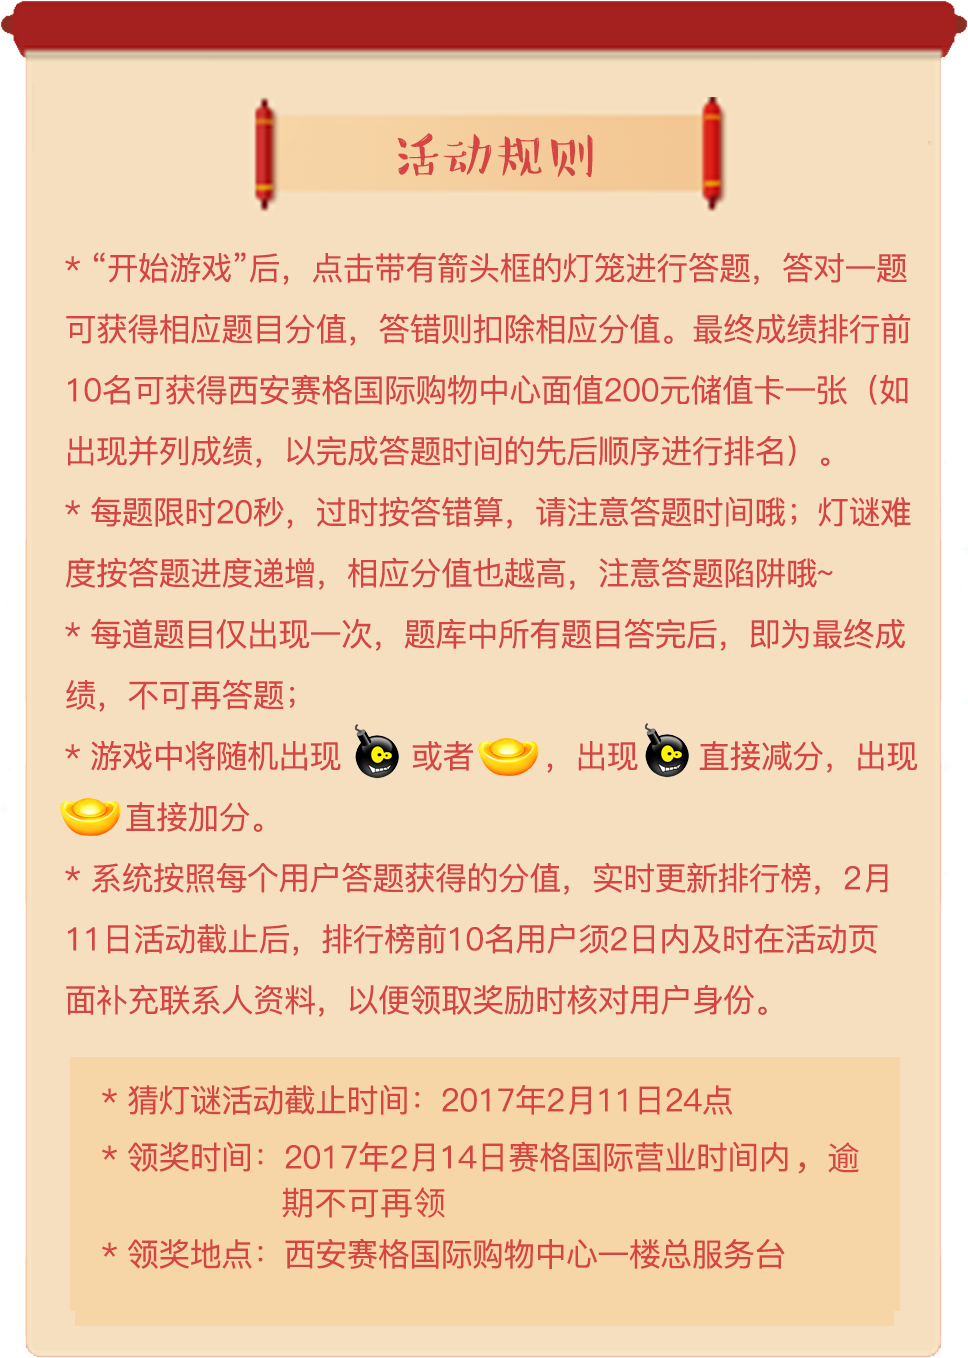 活动规则
* “开始游戏”后，点击带有箭头框的灯笼进行答题，答对一题
可获得相应题目分值，答错则扣除相应分值。最终成绩排行前
10名可获得西安赛格国际购物中心面值200元储值卡一张（如
出现并列成绩，以完成答题时间的先后顺序进行排名）。
* 每题限时20秒，过时按答错算，请注意答题时间哦；灯谜难
度按答题进度递增，相应分值也越高，注意答题陷阱哦~
* 每道题目仅出现一次，题库中所有题目答完后，即为最终成
绩，不可再答题；
* 游戏中将随机出现 或者 ，出现 直接减分，出现
直接加分。
* 系统按照每个用户答题获得的分值，实时更新排行榜，2月
11日活动截止后，排行榜前10名用户须2日内及时在活动页
面补充联系人资料，以便领取奖励时核对用户身份。
* 猜灯谜活动截止时间：2017年2月11日24点
* 领奖时间：2017年2月14日赛格国际营业时间内，逾
期不可再领
* 领奖地点：西安赛格国际购物中心一楼总服务台